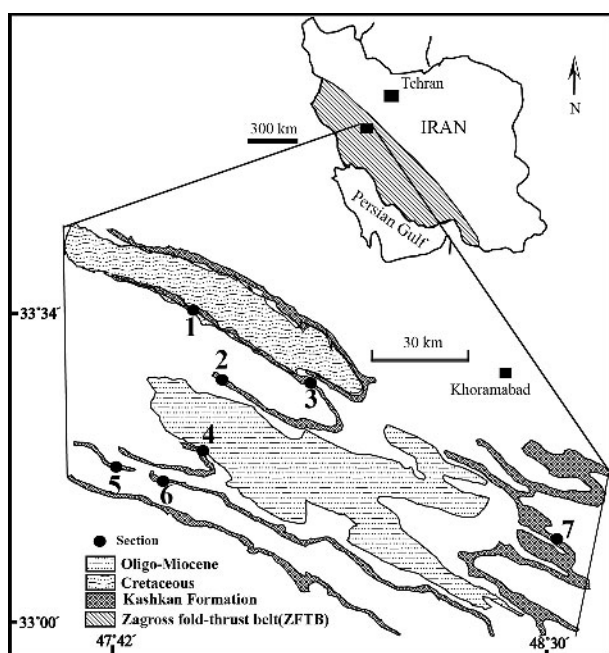 Tchran
IRAN
N
300 km
Persian Gulf
33°34´
1
30 km
2
3
Khoramabad
4
5
6
7
Section
Oligo-Miocene
Cretaceous
Kashkan Formation
Zagross fold-thrust belt(ZFTB)
33°00´
47°42´
48°30´